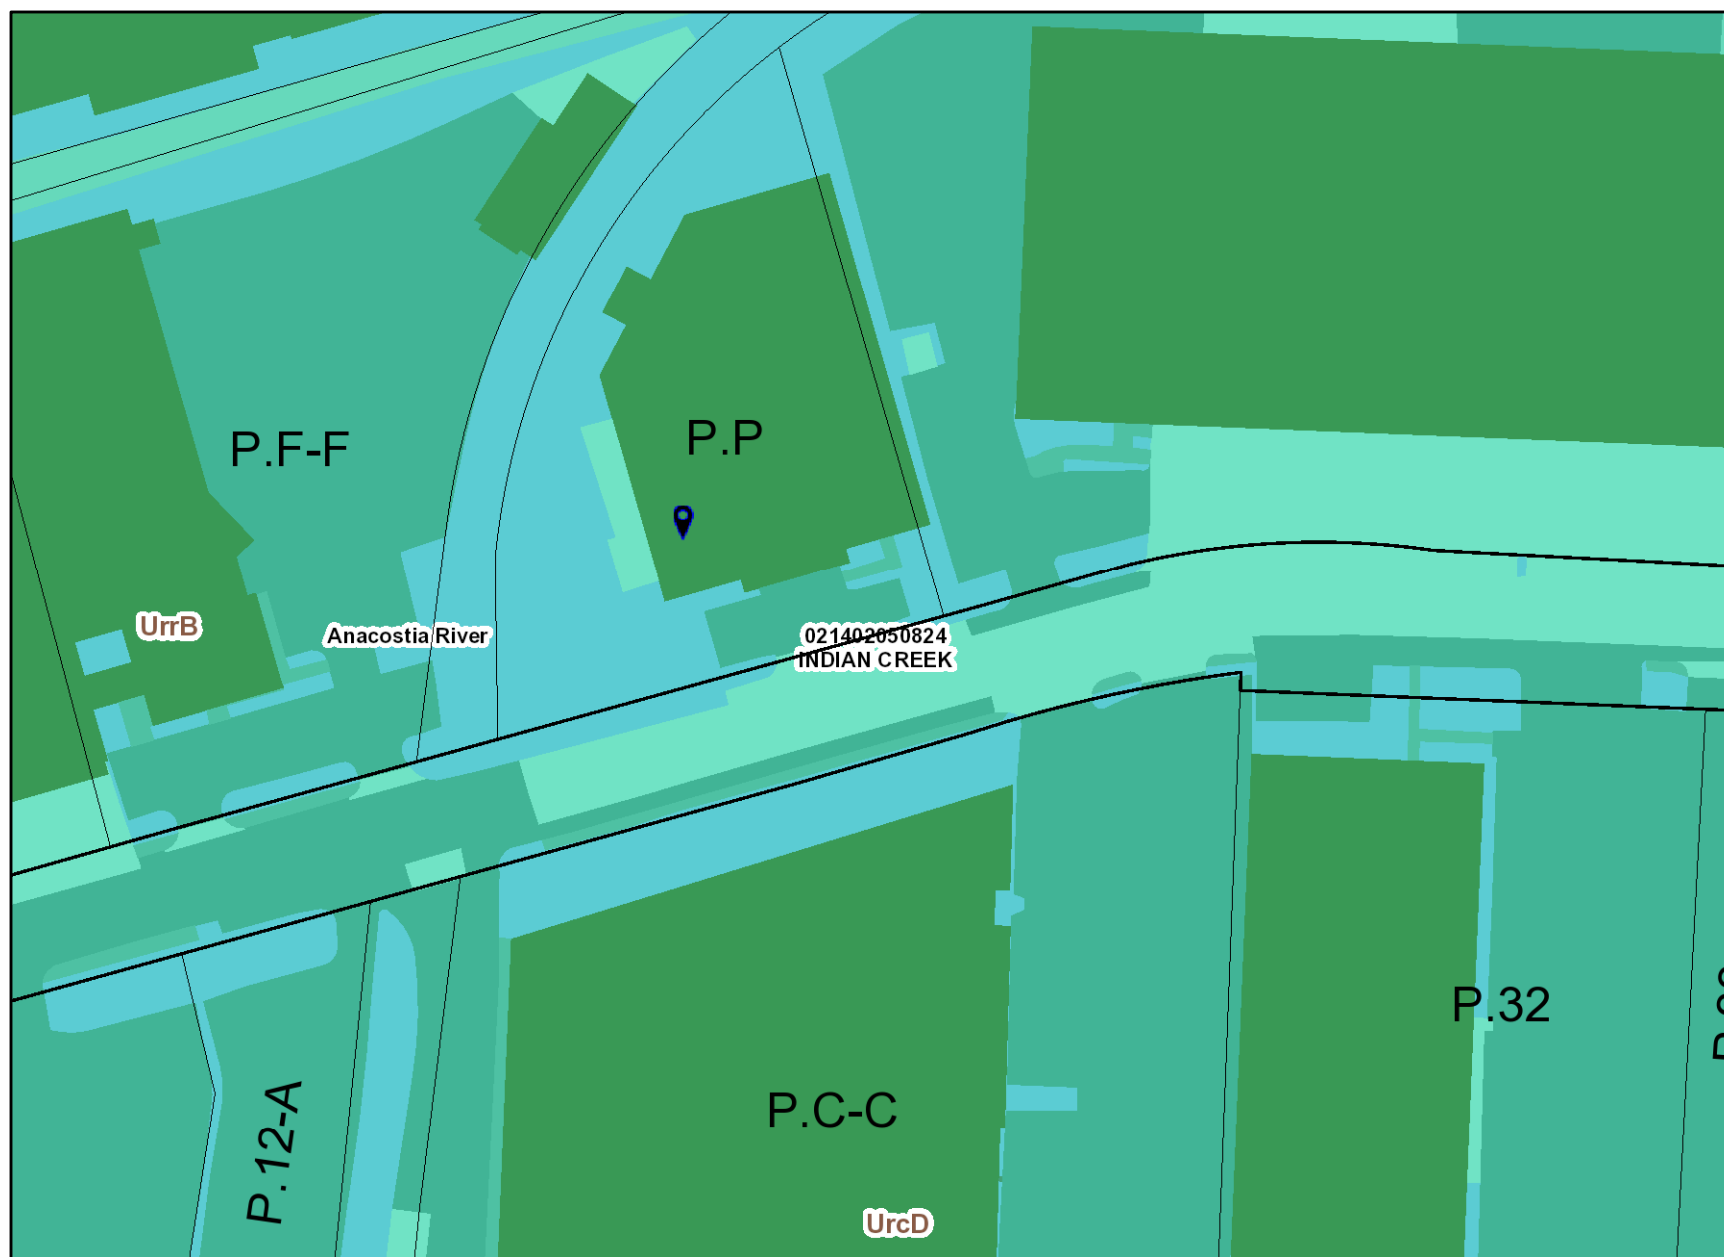 P.F-F
P.P
UrrB
Anacostia River
021402050824
INDIAN CREEK
P.32
P.C-C
P.12-A
UrcD